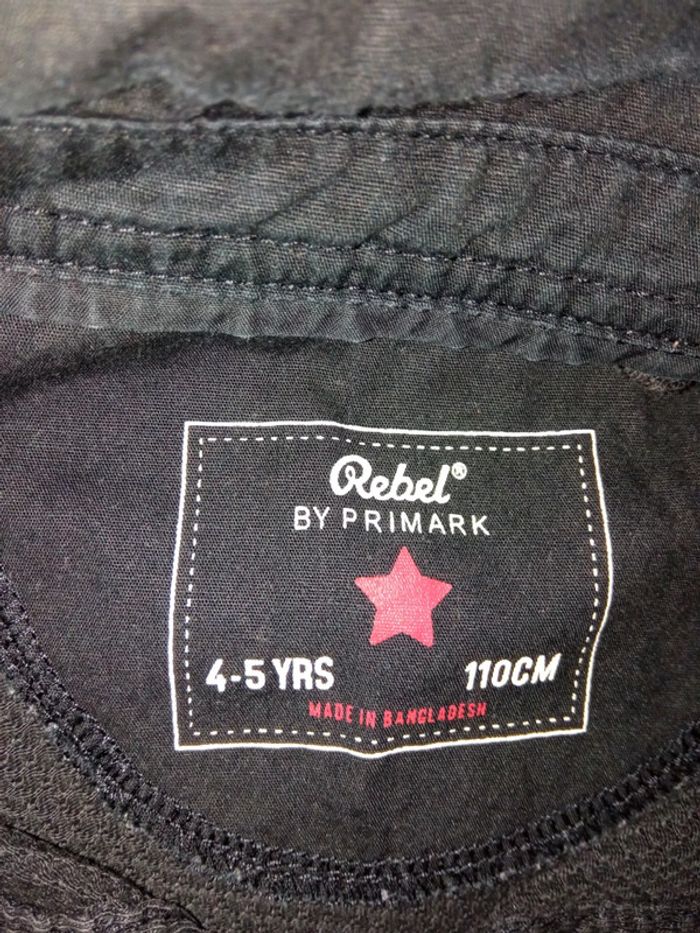 Rebel®
BY PRIMARK
4-5 YRS 110CM
MADE IN BANGLADESH